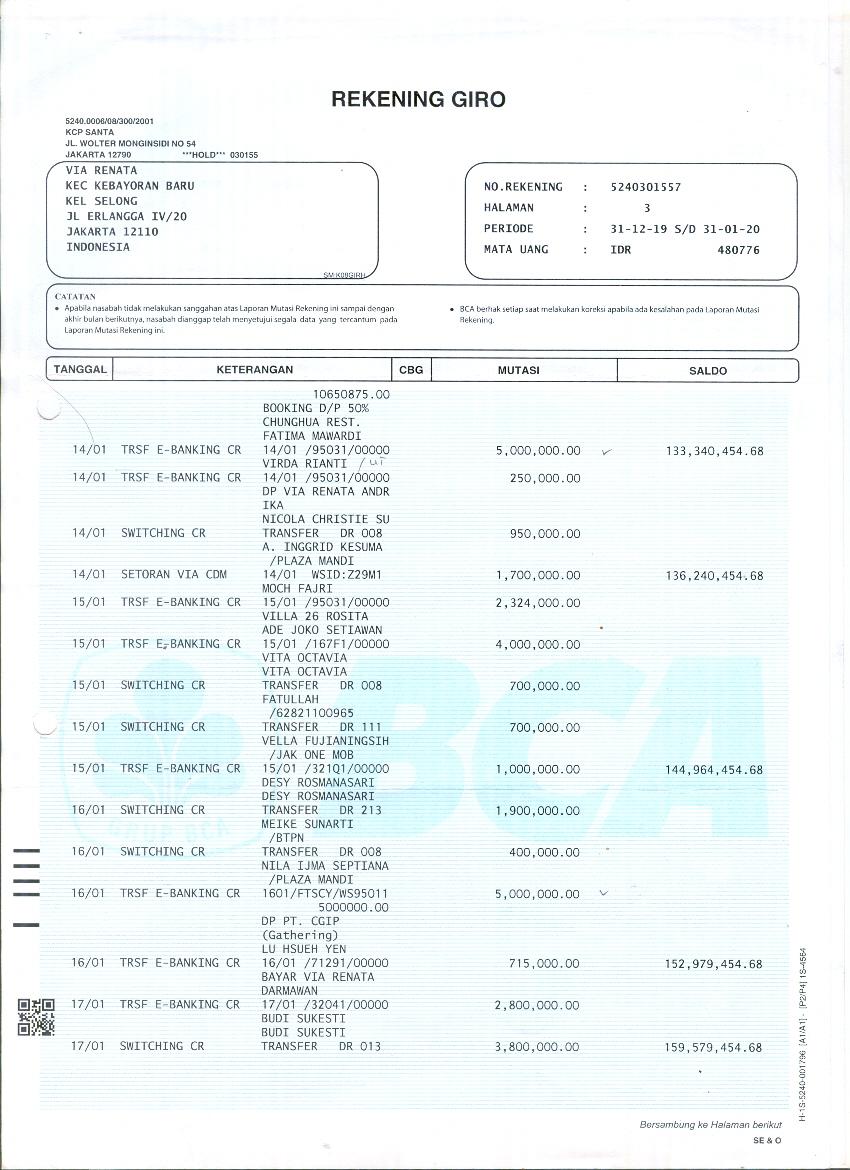 REKENING GIRO
5240.0006/08/300/2001
KCP SANTA
JL. WOLTER MONGINSIDI NO 54
JAKARTA 12790 ***HOLD*** 030155
VIA RENATA
KEC KEBAYORAN BARU
KEL SELONG
JL ERLANGGA IV/20
JAKARTA 12110
INDONESIA
SM-K08GIRH
NO.REKENING : 5240301557
HALAMAN : 3
PERIODE : 31-12-19 S/D 31-01-20
MATA UANG : IDR 480776
CATATAN
• Apabila nasabah tidak melakukan sanggahan atas Laporan Mutasi Rekening ini sampai dengan
akhir bulan berikutnya, nasabah dianggap telah menyetujui segala data yang tercantum pada
Laporan Mutasi Rekening ini.
• BCA berhak setiap saat melakukan koreksi apabila ada kesalahan pada Laporan Mutasi
Rekening.
TANGGAL KETERANGAN CBG MUTASI SALDO
10650875.00
BOOKING D/P 50%
CHUNGHUA REST.
FATIMA MAWARDI
14/01 TRSF E-BANKING CR 14/01 /95031/00000 5,000,000.00 133,340,454.68
VIRDA RIANTI
14/01 TRSF E-BANKING CR 14/01 /95031/00000 250,000.00
DP VIA RENATA ANDR
IKA
NICOLA CHRISTIE SU
14/01 SWITCHING CR TRANSFER DR 008 950,000.00
A. INGGRID KESUMA
/PLAZA MANDI
14/01 SETORAN VIA CDM 14/01 WSID:Z29M1 1,700,000.00 136,240,454.68
MOCH FAJRI
15/01 TRSF E-BANKING CR 15/01 /95031/00000 2,324,000.00
VILLA 26 ROSITA
ADE JOKO SETIAWAN
15/01 TRSF E-BANKING CR 15/01 /167F1/00000 4,000,000.00
VITA OCTAVIA
VITA OCTAVIA
15/01 SWITCHING CR TRANSFER DR 008 700,000.00
FATULLAH
/62821100965
15/01 SWITCHING CR TRANSFER DR 111 700,000.00
VELLA FUJIANINGSIH
/JAK ONE MOB
15/01 TRSF E-BANKING CR 15/01 /321Q1/00000 1,000,000.00 144,964,454.68
DESY ROSMANASARI
DESY ROSMANASARI
16/01 SWITCHING CR TRANSFER DR 213 1,900,000.00
MEIKE SUNARTI
/BTPN
16/01 SWITCHING CR TRANSFER DR 008 400,000.00
NILA IJMA SEPTIANA
/PLAZA MANDI
16/01 TRSF E-BANKING CR 1601/FTSCY/WS95011 5,000,000.00
5000000.00
DP PT. CGIP
(Gathering)
LU HSUEH YEN
16/01 TRSF E-BANKING CR 16/01 /71291/00000 715,000.00 152,979,454.68
BAYAR VIA RENATA
DARMAWAN
17/01 TRSF E-BANKING CR 17/01 /32041/00000 2,800,000.00
BUDI SUKESTI
BUDI SUKESTI
17/01 SWITCHING CR TRANSFER DR 013 3,800,000.00 159,579,454.68
BCA
GRUP BCA
H-1S-5240-001796 [A1/A1] - [P2/P4] 1S-4564
Bersambung ke Halaman berikut
SE & O